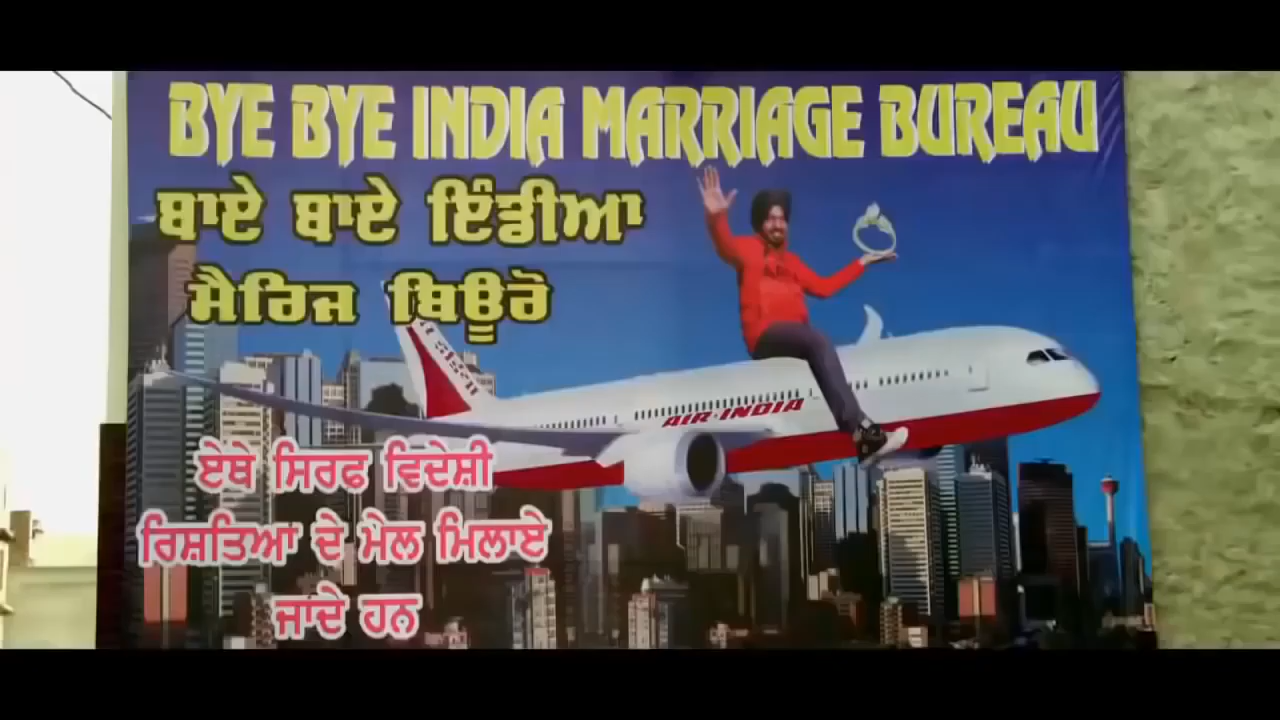 BYE BYE INDIA MARRIAGE BUREAU
ਬਾਏ ਬਾਏ ਇੰਡੀਆ
ਮੈਰਿਜ ਬਿਊਰੋ
AIR-INDIA
ਏਥੇ ਸਿਰਫ ਵਿਦੇਸ਼ੀ
ਰਿਸ਼ਤਿਆਂ ਦੇ ਮੇਲ ਮਿਲਾਏ
ਜਾਂਦੇ ਹਨ